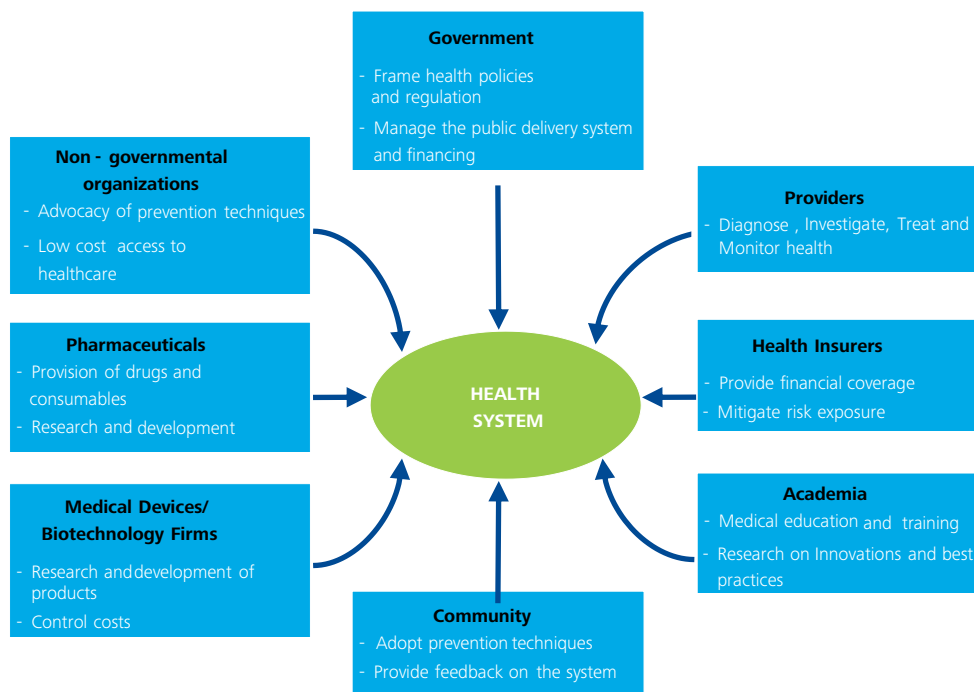 Government
- Frame health policies
and regulation
- Manage the public delivery system
and financing
Non - governmental
organizations
- Advocacy of prevention techniques
- Low cost access to
healthcare
Providers
- Diagnose , Investigate, Treat and
Monitor health
Pharmaceuticals
- Provision of drugs and
consumables
- Research and development
HEALTH
SYSTEM
Health Insurers
- Provide financial coverage
- Mitigate risk exposure
Medical Devices/
Biotechnology Firms
- Research and development of
products
- Control costs
Academia
- Medical education and training
- Research on Innovations and best
practices
Community
- Adopt prevention techniques
- Provide feedback on the system